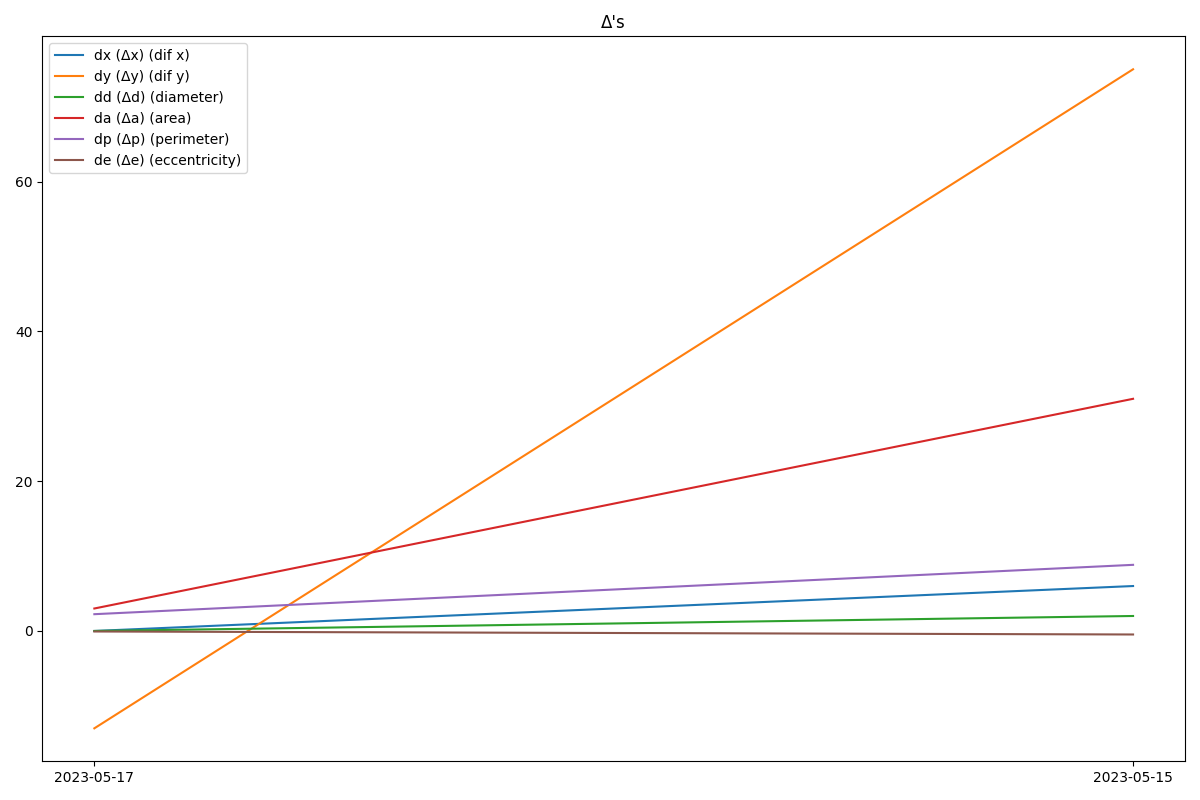 Δ's
dx (Δx) (dif x)
dy (Δy) (dif y)
dd (Δd) (diameter)
da (Δa) (area)
dp (Δp) (perimeter)
de (Δe) (eccentricity)
60
40
20
0
2023-05-17
2023-05-15